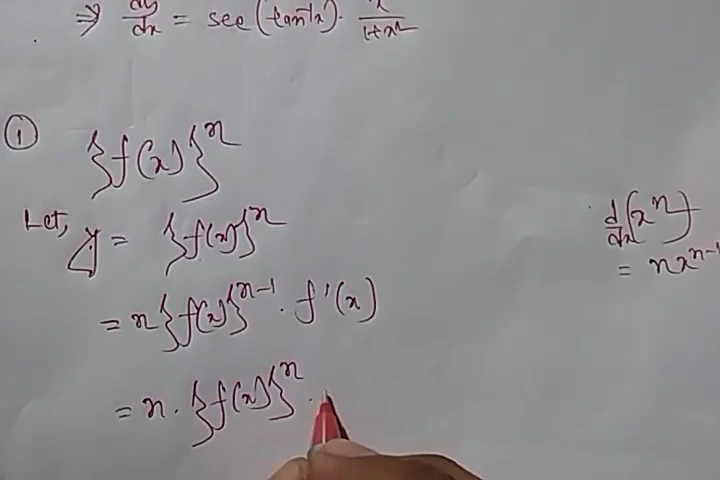 ⇒ dy/dx = sec(tan⁻¹x) · x/1+x²
① {f(x)}ⁿ
Let, y = {f(x)}ⁿ
= n{f(x)}ⁿ⁻¹ · f'(x)
= n · {f(x)}ⁿ ·
d/dx(xⁿ)
= nxⁿ⁻¹